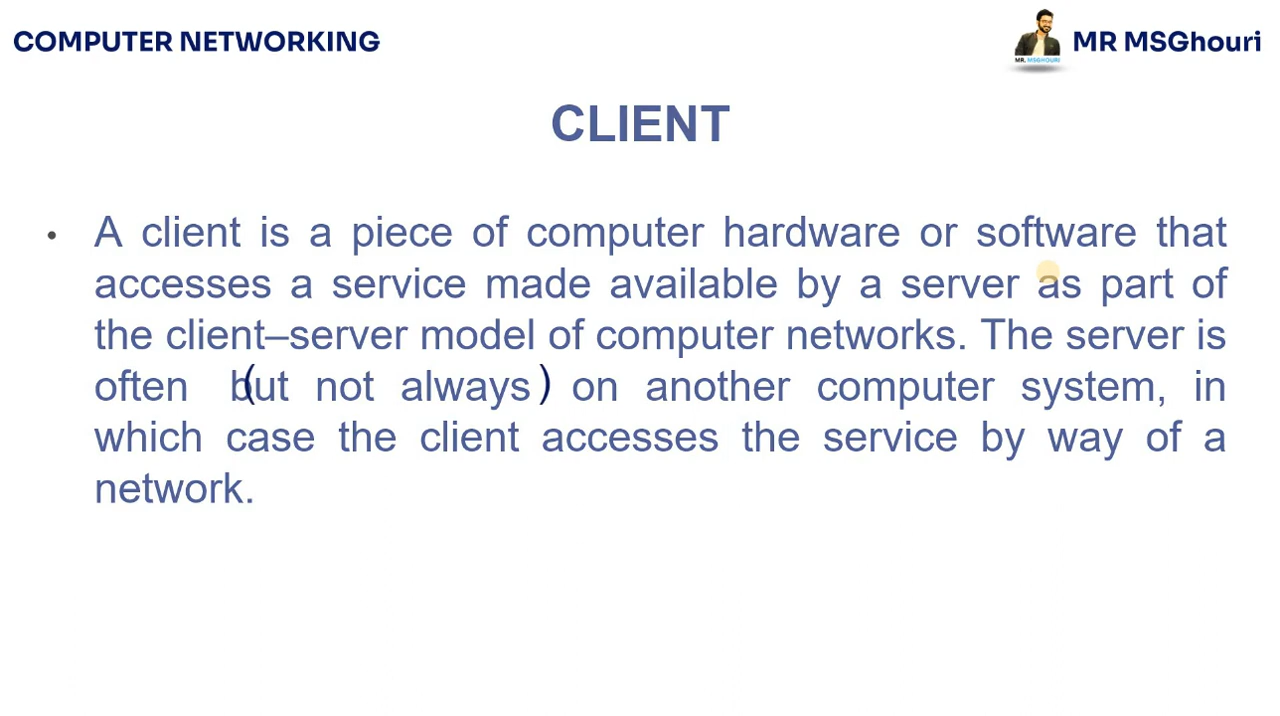 COMPUTER NETWORKING
MR. MSGHOURI
MR MSGhouri
CLIENT
• A client is a piece of computer hardware or software that
accesses a service made available by a server as part of
the client–server model of computer networks. The server is
often (but not always) on another computer system, in
which case the client accesses the service by way of a
network.